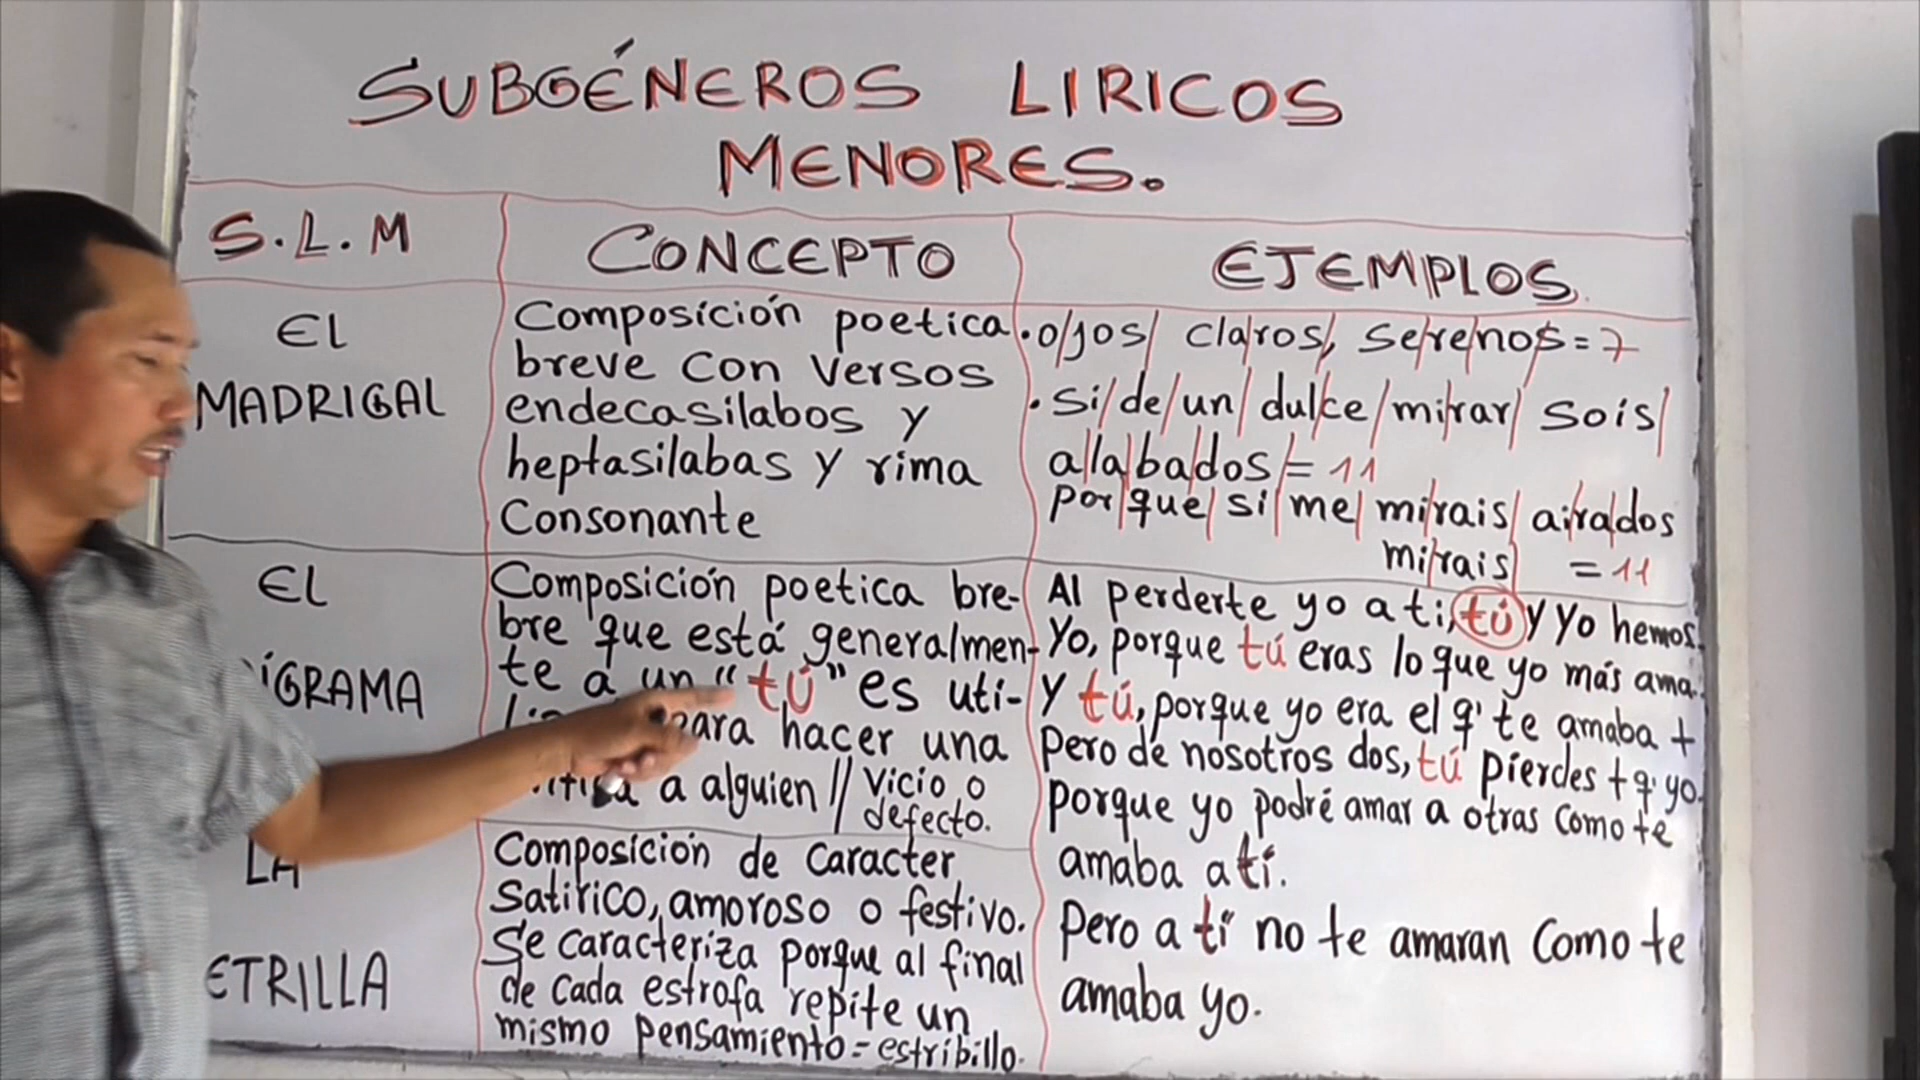 SUBGÉNEROS LIRICOS
MENORES.
S.L.M
CONCEPTO
EJEMPLOS.
EL
MADRIGAL
Composición poetica
breve con versos
endecasilabos y
heptasilabas y rima
Consonante
.o/jos/ cla/ros, se/re/nos/=7
.Si/de/un/dul/ce/mi/rar/ sois/
a/la/ba/dos/=11
por/que/si/me/mi/rais/ai/ra/dos
mi/rais/ =11
EL
ÍGRAMA
Composición poetica bre-
bre que está generalmen-
te a un "tú" es uti-
para hacer una
a alguien // vicio o
defecto.
Al perderte yo a ti, tú y yo hemos
Yo, porque tú eras lo que yo más ama
Y tú, porque yo era el q' te amaba +
Pero de nosotros dos, tú pierdes + q' yo.
porque yo podré amar a otras como te
amaba a tí.
Pero a tí no te amaran como te
amaba yo.
LA
ETRILLA
Composición de caracter
satirico, amoroso o festivo.
Se caracteriza porque al final
de cada estrofa repite un
mismo pensamiento = estribillo.